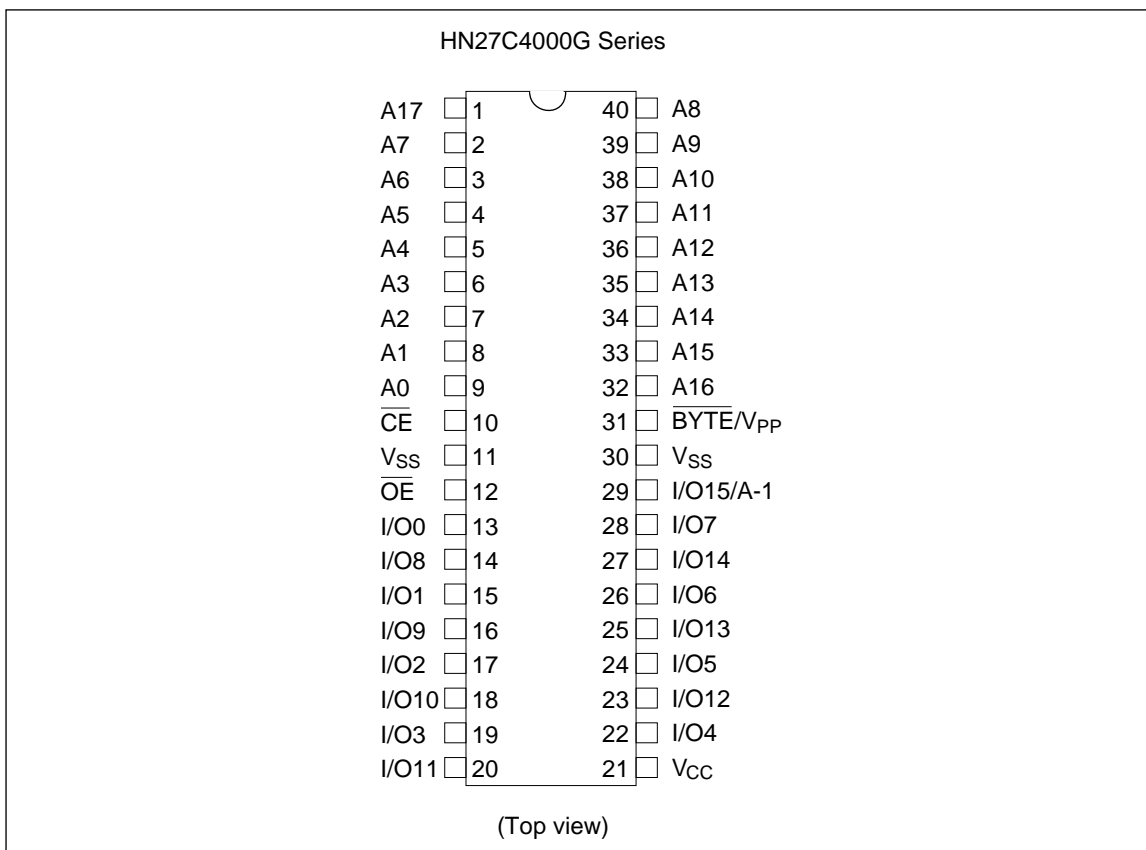 HN27C4000G Series
A17 1 40 A8
A7 2 39 A9
A6 3 38 A10
A5 4 37 A11
A4 5 36 A12
A3 6 35 A13
A2 7 34 A14
A1 8 33 A15
A0 9 32 A16
C̅E̅ 10 31 B̅Y̅T̅E̅/VPP
VSS 11 30 VSS
O̅E̅ 12 29 I/O15/A-1
I/O0 13 28 I/O7
I/O8 14 27 I/O14
I/O1 15 26 I/O6
I/O9 16 25 I/O13
I/O2 17 24 I/O5
I/O10 18 23 I/O12
I/O3 19 22 I/O4
I/O11 20 21 VCC
(Top view)